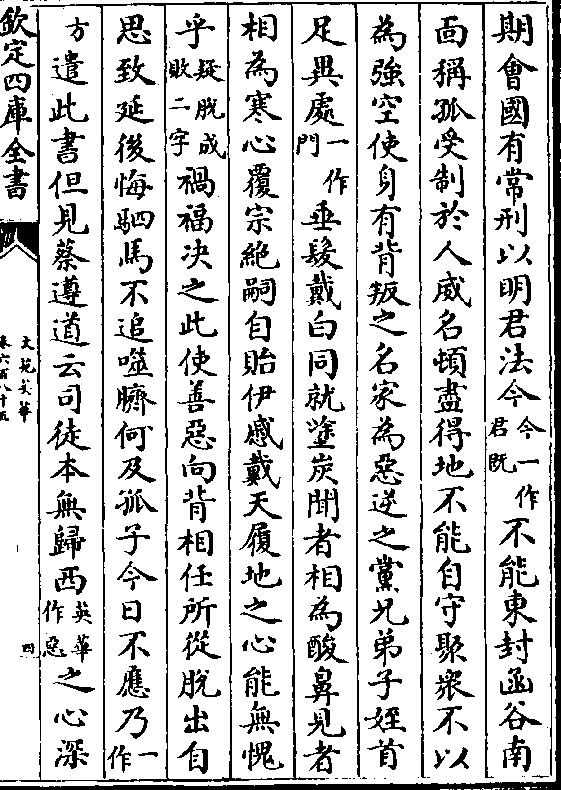 期會國有常刑以明君法今今一作君既不能東封函谷南
面稱孤受制於人威名頓盡得地不能自守聚衆不以
為強空使身有背叛之名家為惡逆之黨兄弟子姪首
足異處一作門垂髮戴白同就塗炭聞者相為酸鼻見者
相為寒心覆宗絶嗣自貽伊慼戴天履地之心能無愧
乎疑脫成敗二字禍福决之此使善惡向背相任所從脫出自
思致延後悔駟馬不追噬臍何及孤子今日不應乃一作
方遣此書但見蔡遵道云司徒本無歸西英華作惡之心深
欽定四庫全書
文苑英華
卷六百八十五
四